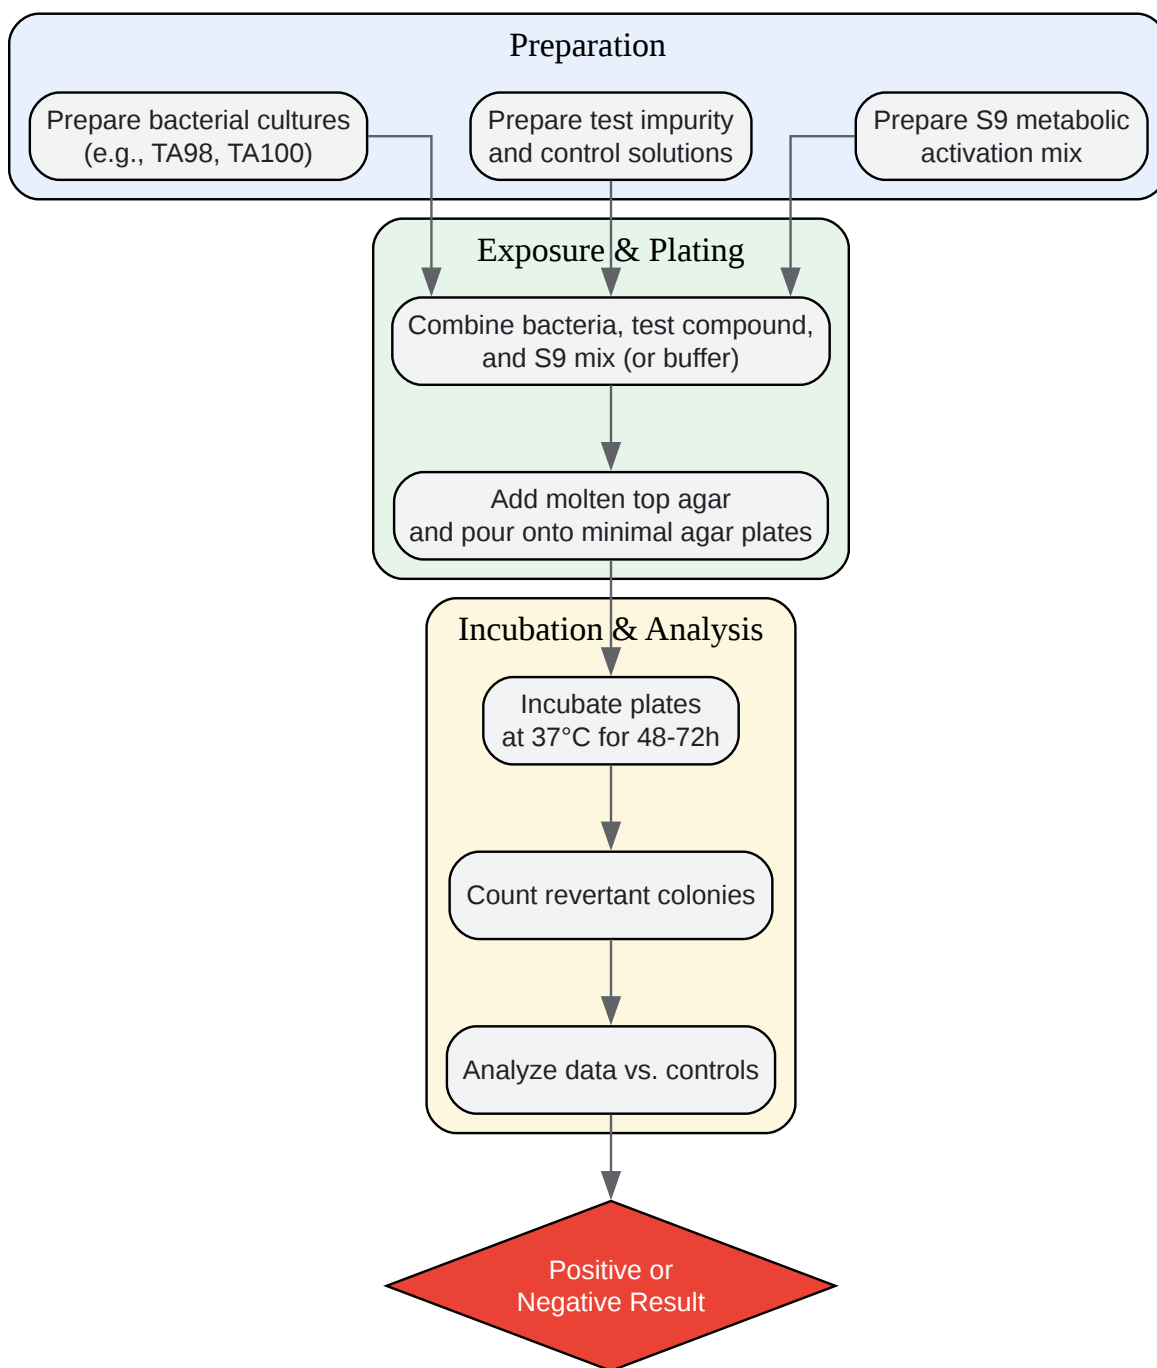 Preparation
Prepare bacterial cultures
(e.g., TA98, TA100)
Prepare test impurity
and control solutions
Prepare S9 metabolic
activation mix
Exposure & Plating
Combine bacteria, test compound,
and S9 mix (or buffer)
Add molten top agar
and pour onto minimal agar plates
Incubation & Analysis
Incubate plates
at 37°C for 48-72h
Count revertant colonies
Analyze data vs. controls
Positive or
Negative Result